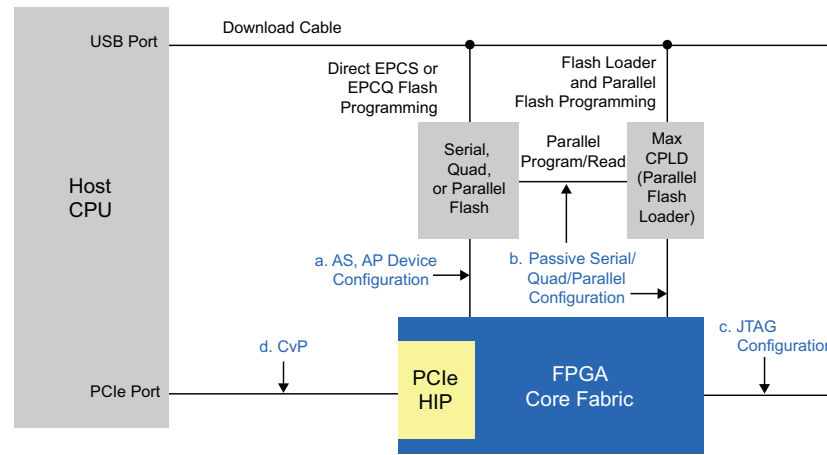 USB Port
Download Cable
Direct EPCS or
EPCQ Flash
Programming
Flash Loader
and Parallel
Flash Programming
Serial,
Quad,
or Parallel
Flash
Parallel
Program/Read
Max
CPLD
(Parallel
Flash
Loader)
Host
CPU
a. AS, AP Device
Configuration
b. Passive Serial/
Quad/Parallel
Configuration
c. JTAG
Configuration
d. CvP
PCIe Port
PCIe
HIP
FPGA
Core Fabric